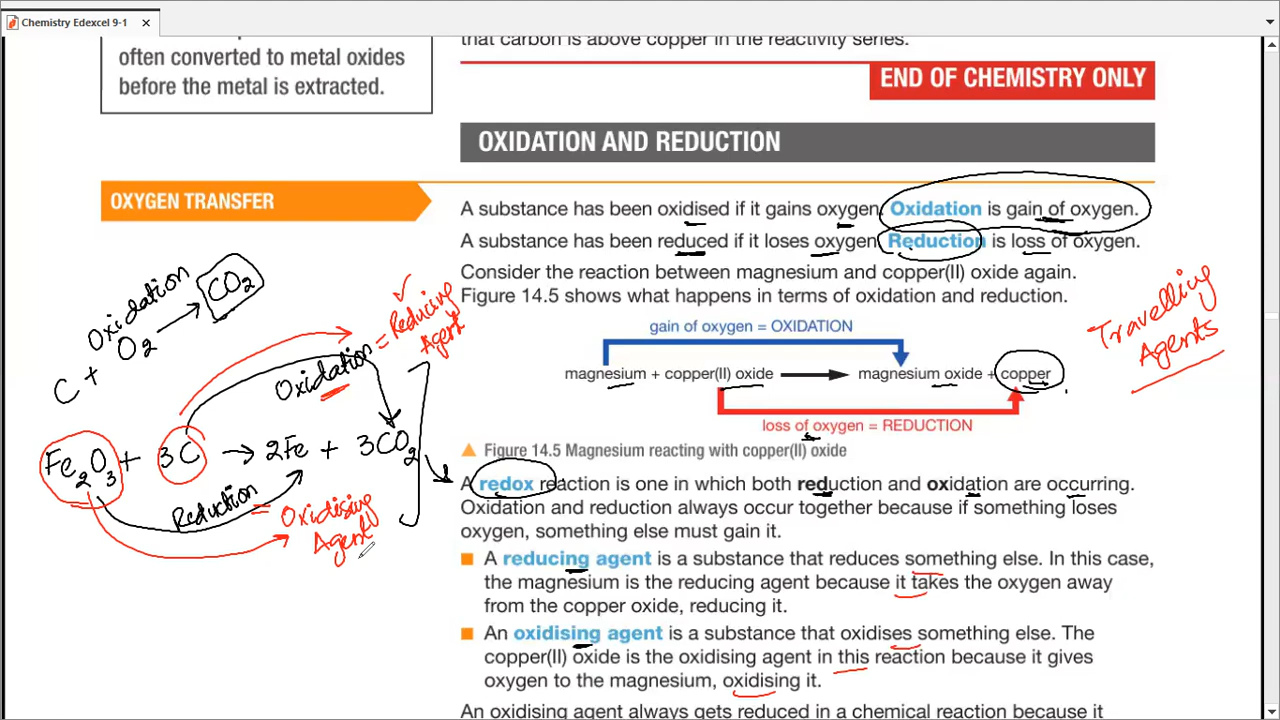 Chemistry Edexcel 9-1
often converted to metal oxides
before the metal is extracted.
that carbon is above copper in the reactivity series.
END OF CHEMISTRY ONLY
OXIDATION AND REDUCTION
OXYGEN TRANSFER
A substance has been oxidised if it gains oxygen. Oxidation is gain of oxygen.
A substance has been reduced if it loses oxygen. Reduction is loss of oxygen.
Consider the reaction between magnesium and copper(II) oxide again.
Figure 14.5 shows what happens in terms of oxidation and reduction.
gain of oxygen = OXIDATION
magnesium + copper(II) oxide → magnesium oxide + copper
loss of oxygen = REDUCTION
Figure 14.5 Magnesium reacting with copper(II) oxide
A redox reaction is one in which both reduction and oxidation are occurring.
Oxidation and reduction always occur together because if something loses
oxygen, something else must gain it.
A reducing agent is a substance that reduces something else. In this case,
the magnesium is the reducing agent because it takes the oxygen away
from the copper oxide, reducing it.
An oxidising agent is a substance that oxidises something else. The
copper(II) oxide is the oxidising agent in this reaction because it gives
oxygen to the magnesium, oxidising it.
An oxidising agent always gets reduced in a chemical reaction because it
Oxidation
C + O2 → CO2
Oxidation = Reducing
Agent
Fe2O3 + 3C → 2Fe + 3CO2
Reduction = Oxidising
Agent
Travelling
Agents